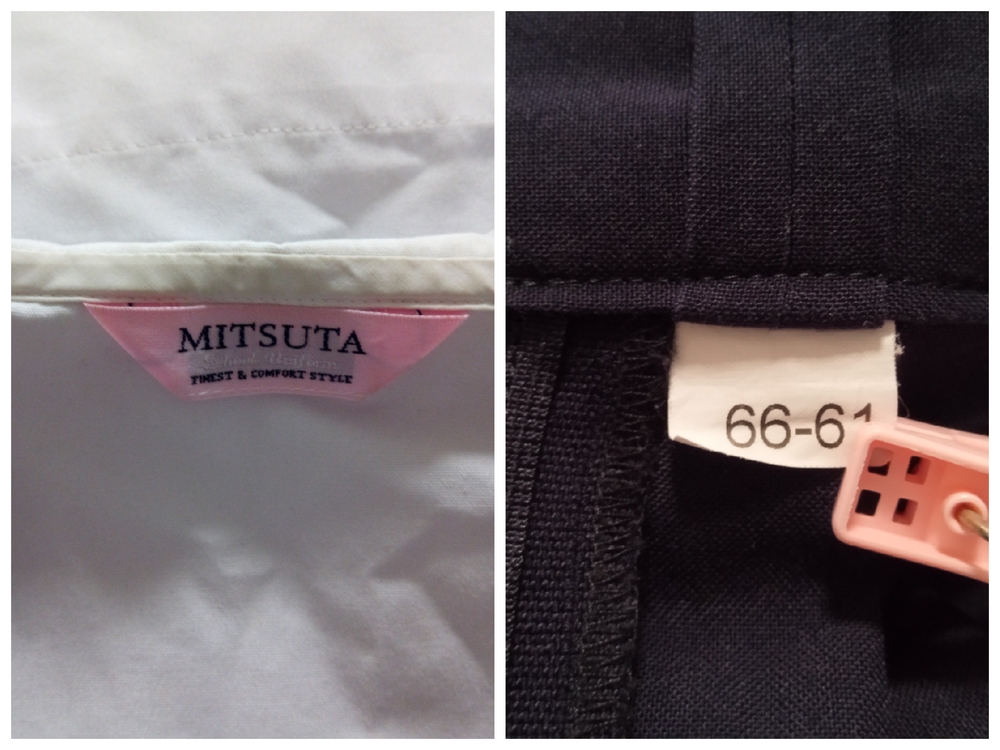 MITSUTA
School Uniform
FINEST & COMFORT STYLE
66-61